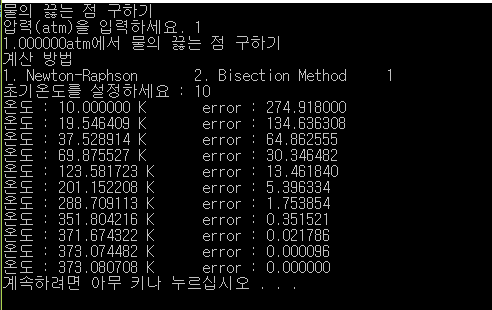 물의 끓는 점 구하기
압력(atm)을 입력하세요. 1
1.000000atm에서 물의 끓는 점 구하기
계산 방법
1. Newton-Raphson 2. Bisection Method 1
초기온도를 설정하세요 : 10
온도 : 10.000000 K error : 274.918000
온도 : 19.546409 K error : 134.636308
온도 : 37.528914 K error : 64.862555
온도 : 69.875527 K error : 30.346482
온도 : 123.581723 K error : 13.461840
온도 : 201.152208 K error : 5.396334
온도 : 288.709113 K error : 1.753854
온도 : 351.804216 K error : 0.351521
온도 : 371.674322 K error : 0.021786
온도 : 373.074482 K error : 0.000096
온도 : 373.080708 K error : 0.000000
계속하려면 아무 키나 누르십시오 . . .